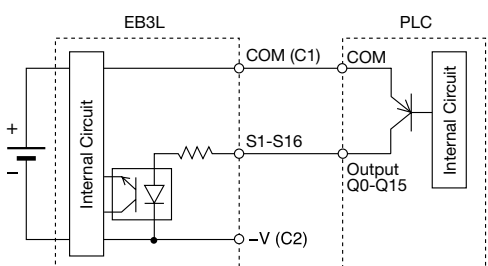 EB3L
PLC
COM (C1)
COM
+
−
Internal Circuit
S1-S16
Output
Q0-Q15
Internal Circuit
–V (C2)